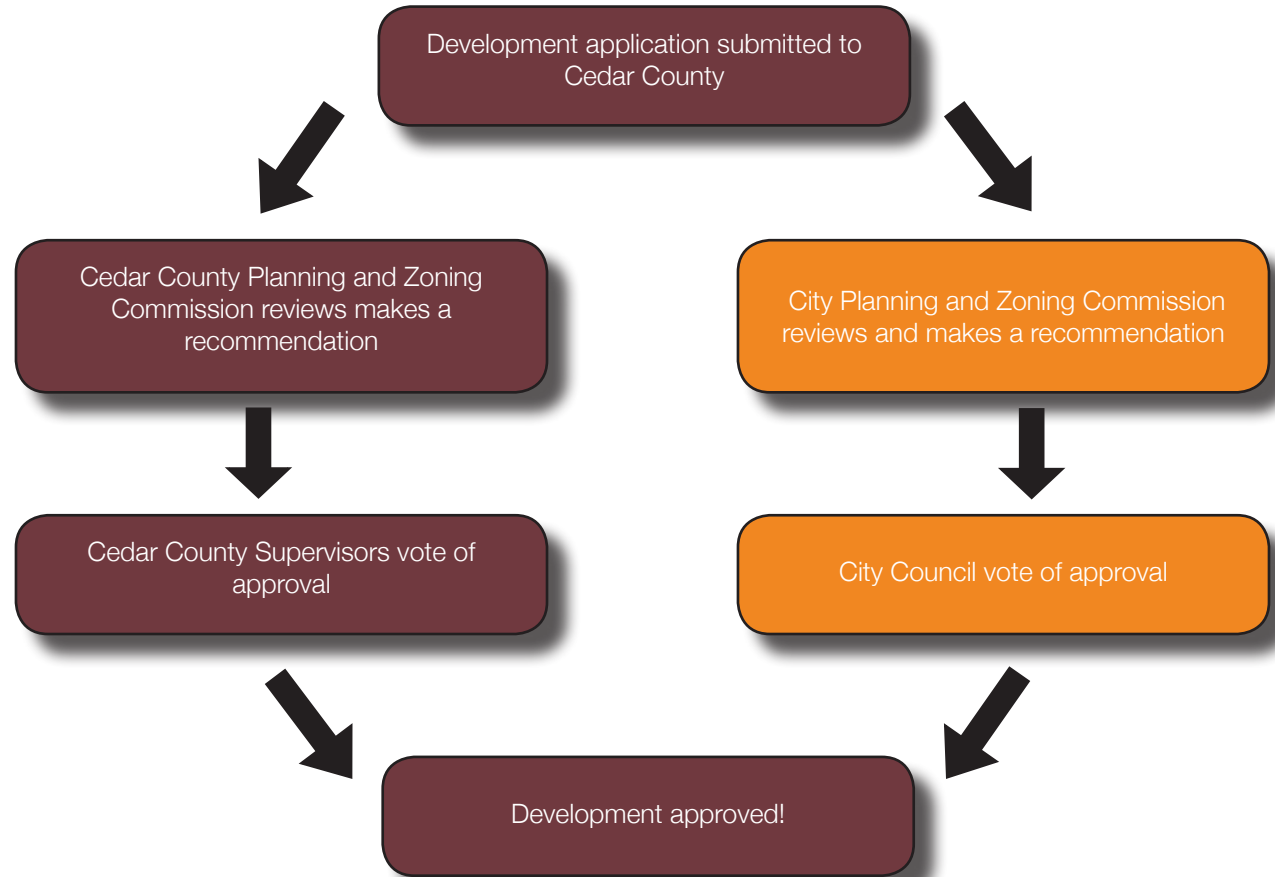 Development application submitted to
Cedar County
Cedar County Planning and Zoning
Commission reviews makes a
recommendation
City Planning and Zoning Commission
reviews and makes a recommendation
Cedar County Supervisors vote of
approval
City Council vote of approval
Development approved!